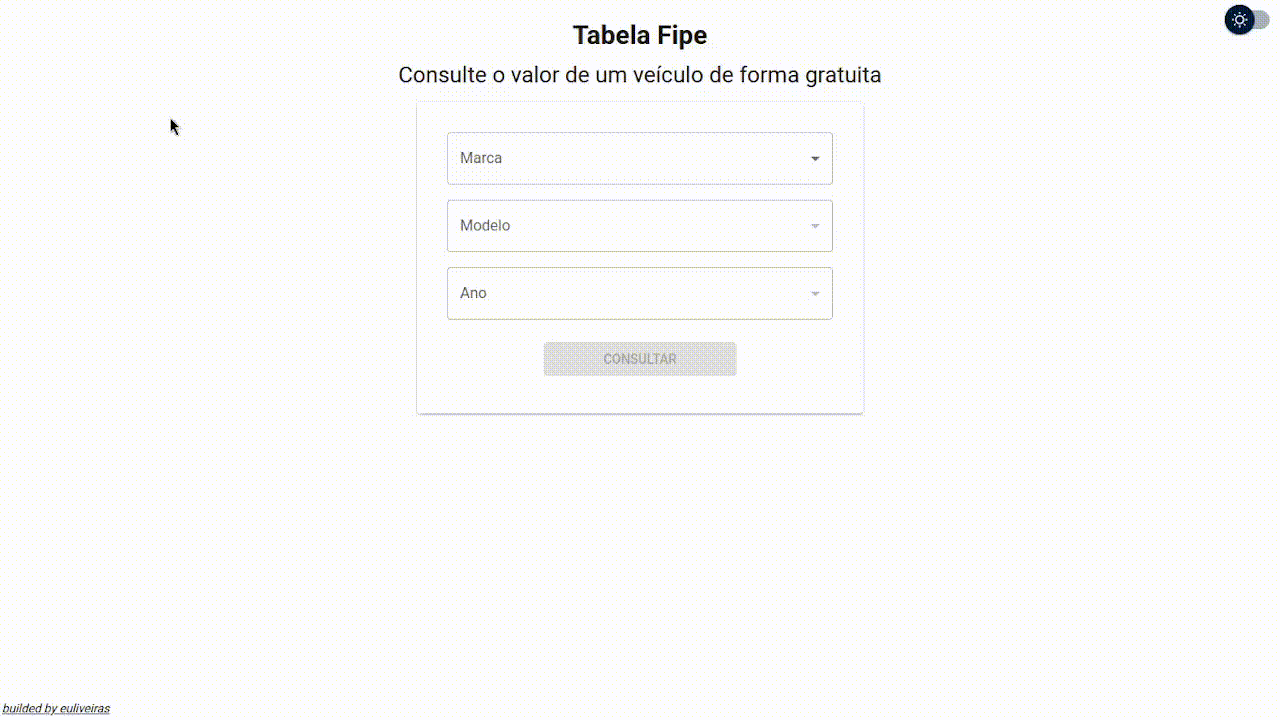 Tabela Fipe
Consulte o valor de um veículo de forma gratuita
Marca
Modelo
Ano
CONSULTAR
builded by euliveiras